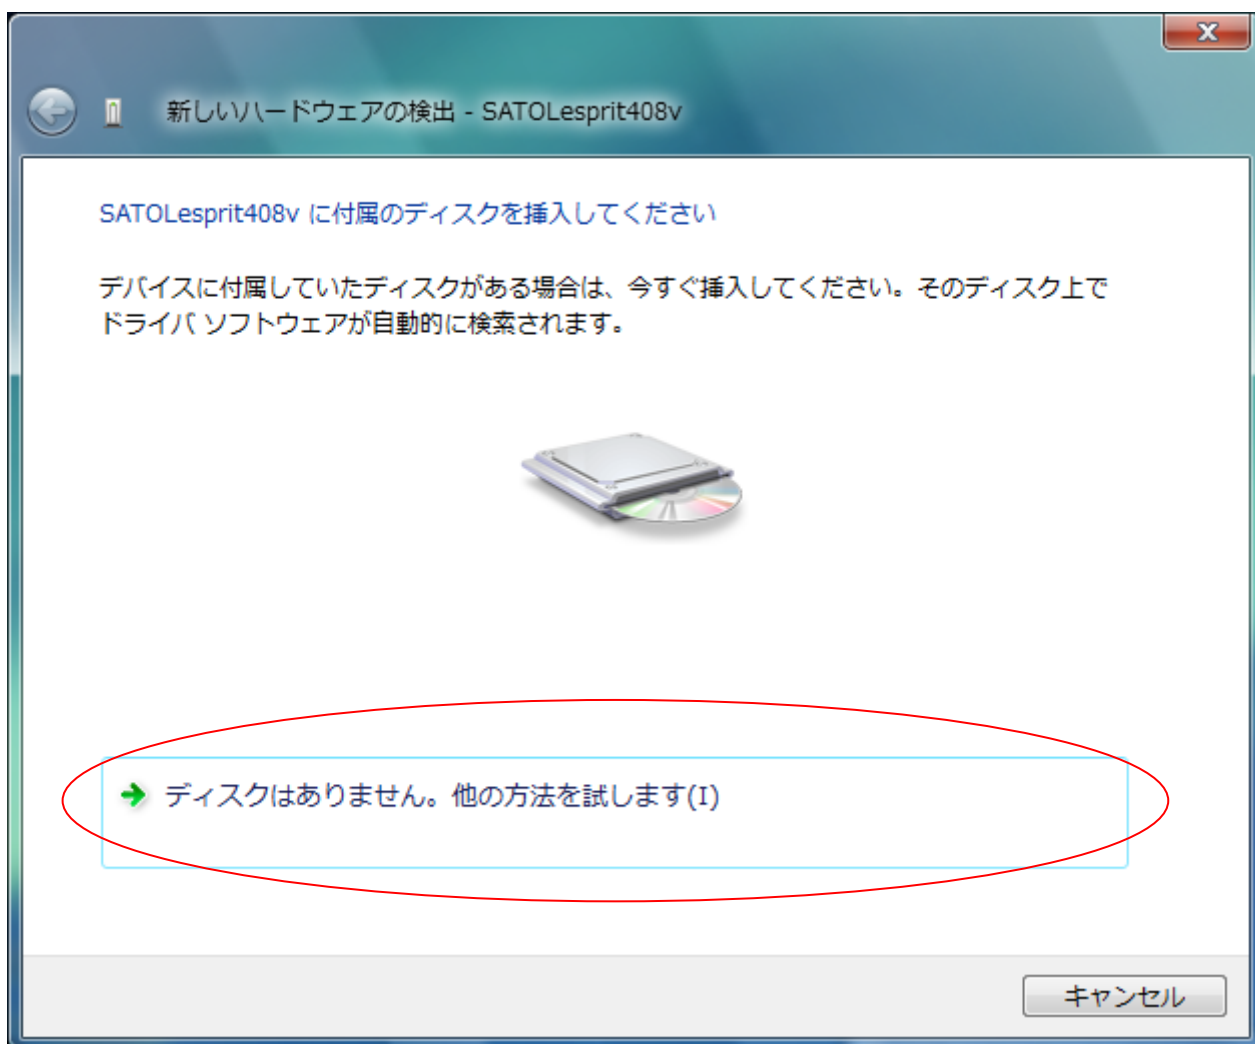 新しいハードウェアの検出 - SATOLesprit408v
SATOLesprit408v に付属のディスクを挿入してください
デバイスに付属していたディスクがある場合は、今すぐ挿入してください。そのディスク上で
ドライバ ソフトウェアが自動的に検索されます。
ディスクはありません。他の方法を試します(I)
キャンセル